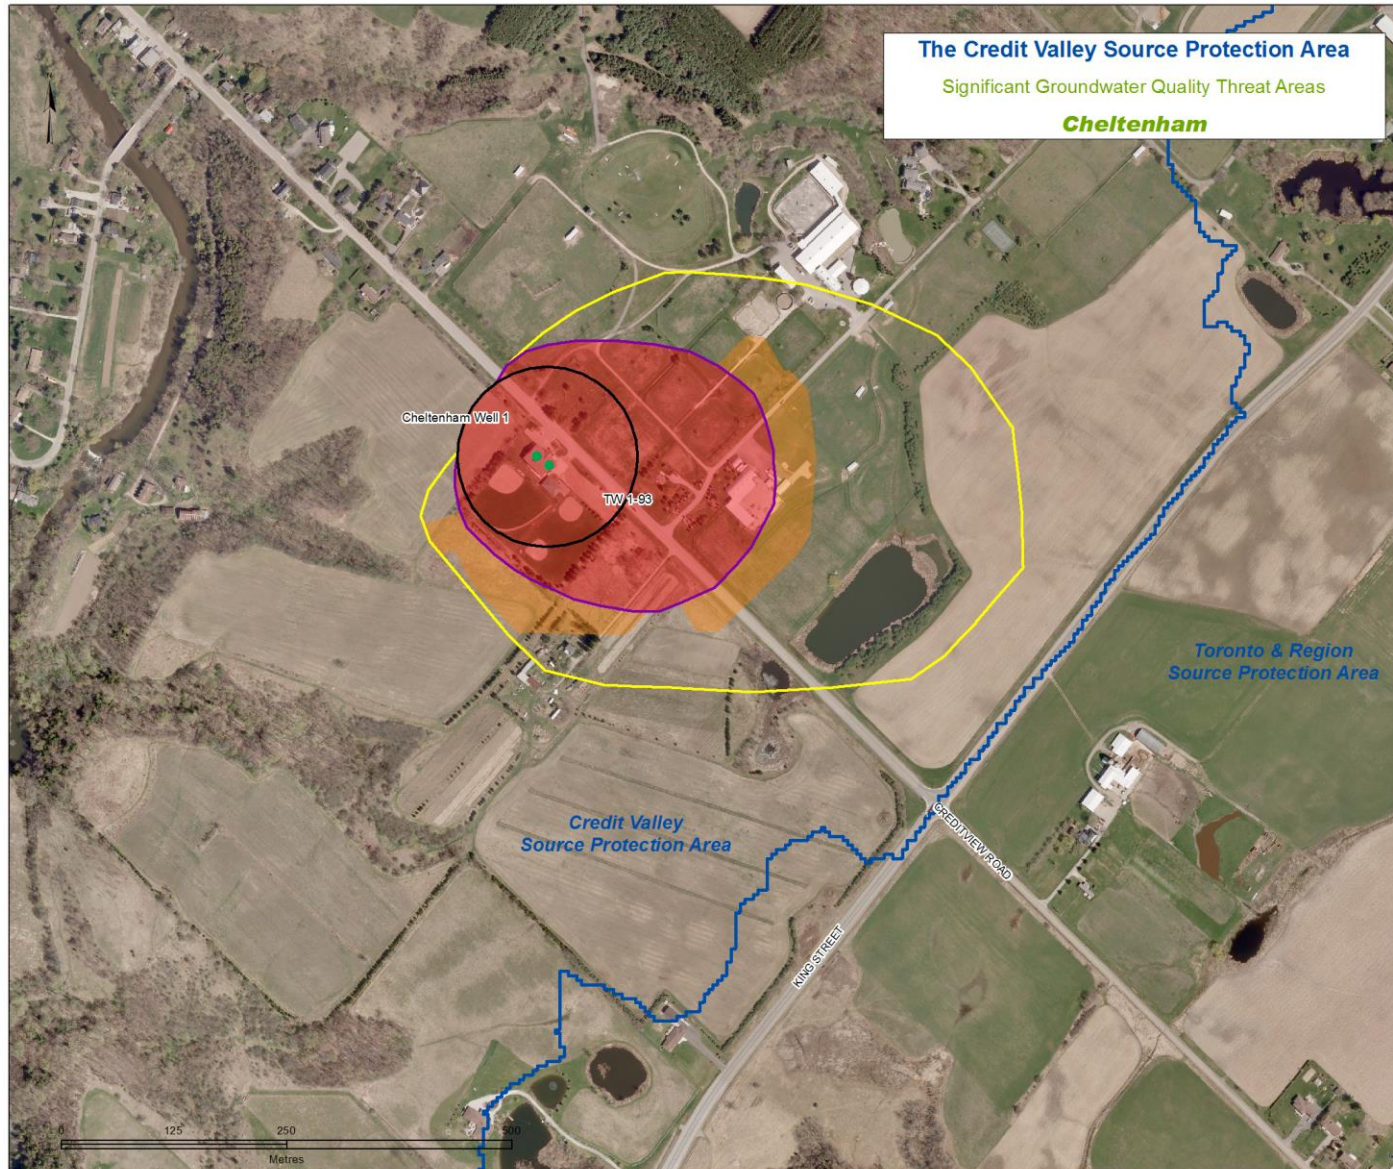 The Credit Valley Source Protection Area
Significant Groundwater Quality Threat Areas
Cheltenham
Cheltenham Well 1
TW 1-93
Toronto & Region
Source Protection Area
Credit Valley
Source Protection Area
CREDITVIEW ROAD
KING STREET
0 125 250 500
Metres